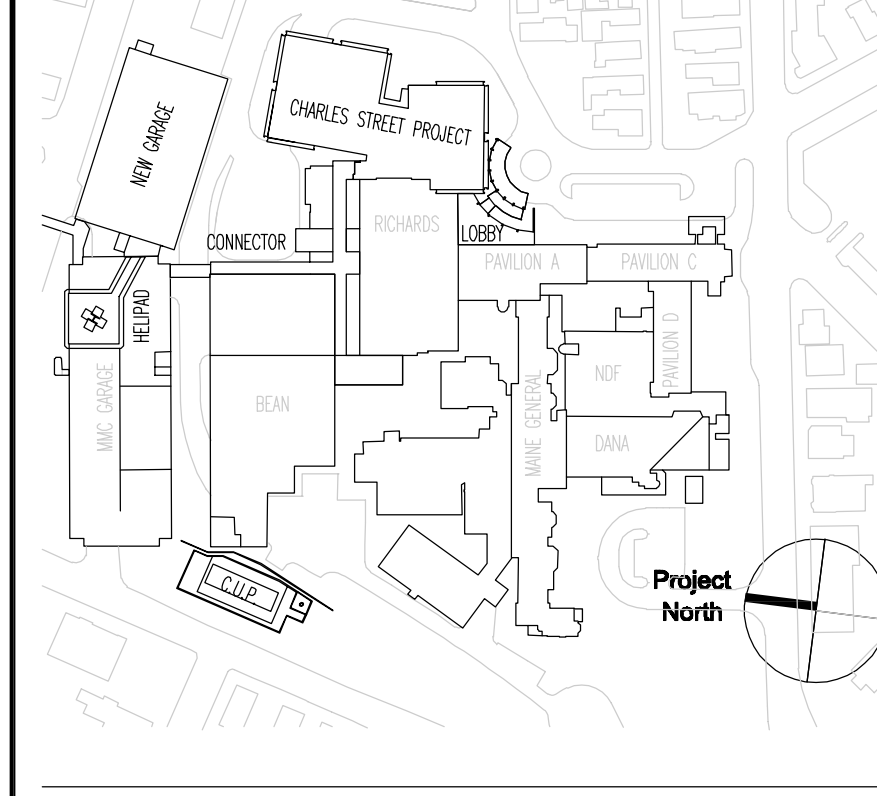 NEW GARAGE
CHARLES STREET PROJECT
RICHARDS
CONNECTOR
LOBBY
PAVILION A
PAVILION C
HELIPAD
PAVILION D
MMC GARAGE
BEAN
MAINE GENERAL
NDF
DANA
C.U.P.
Project
North